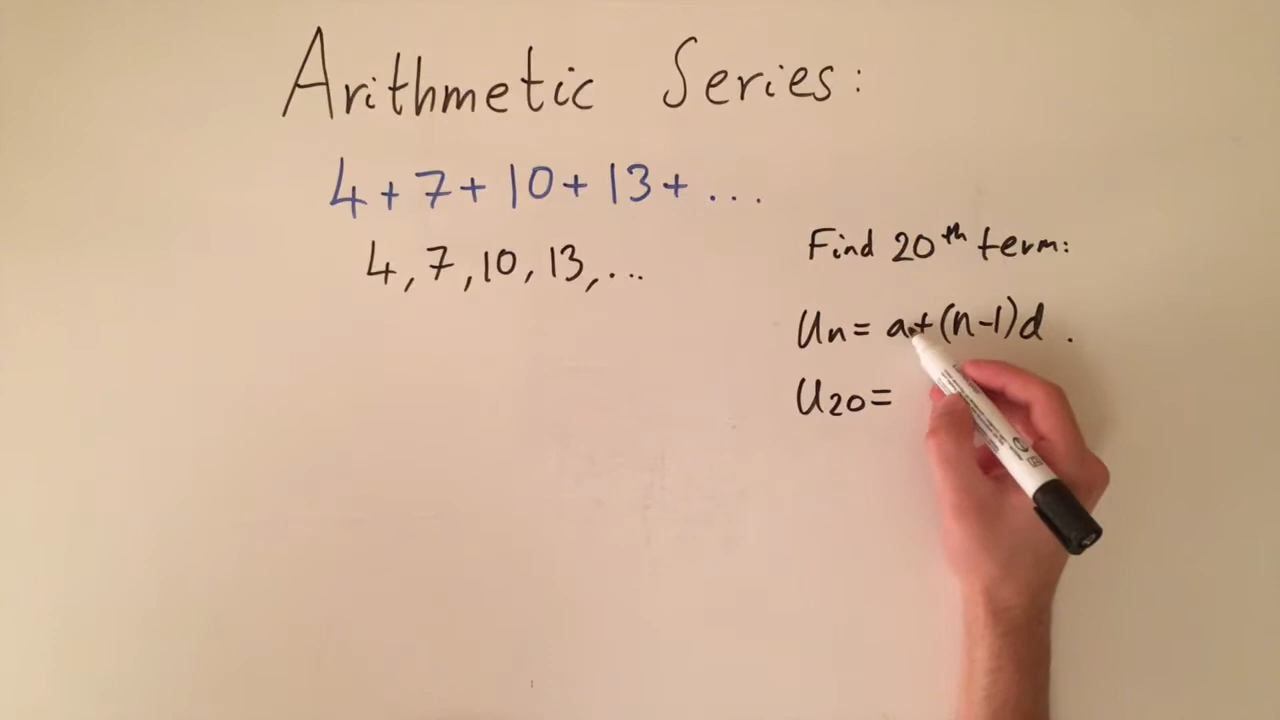 Arithmetic Series:
4 + 7 + 10 + 13 + ...
4, 7, 10, 13, ...
Find 20th term:
Un = a+(n-1)d .
U20 =